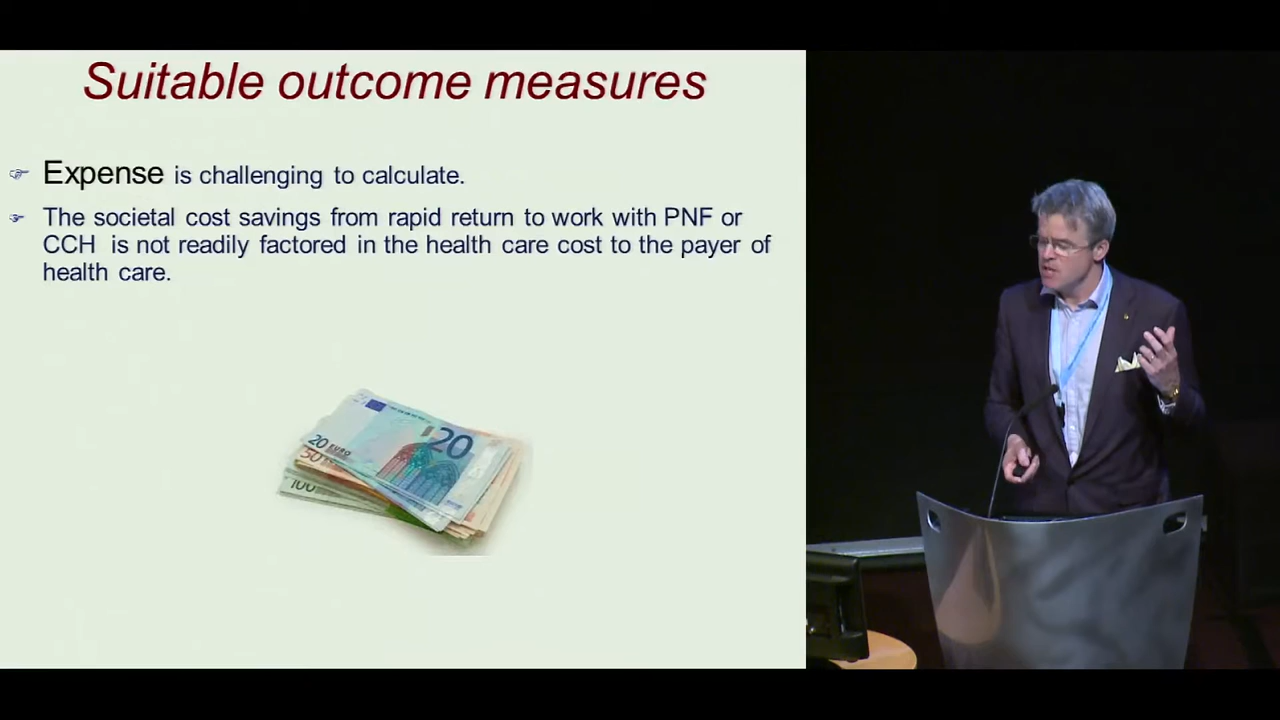 Suitable outcome measures
Expense is challenging to calculate.
The societal cost savings from rapid return to work with PNF or
CCH is not readily factored in the health care cost to the payer of
health care.
20 EURO
20
50
100